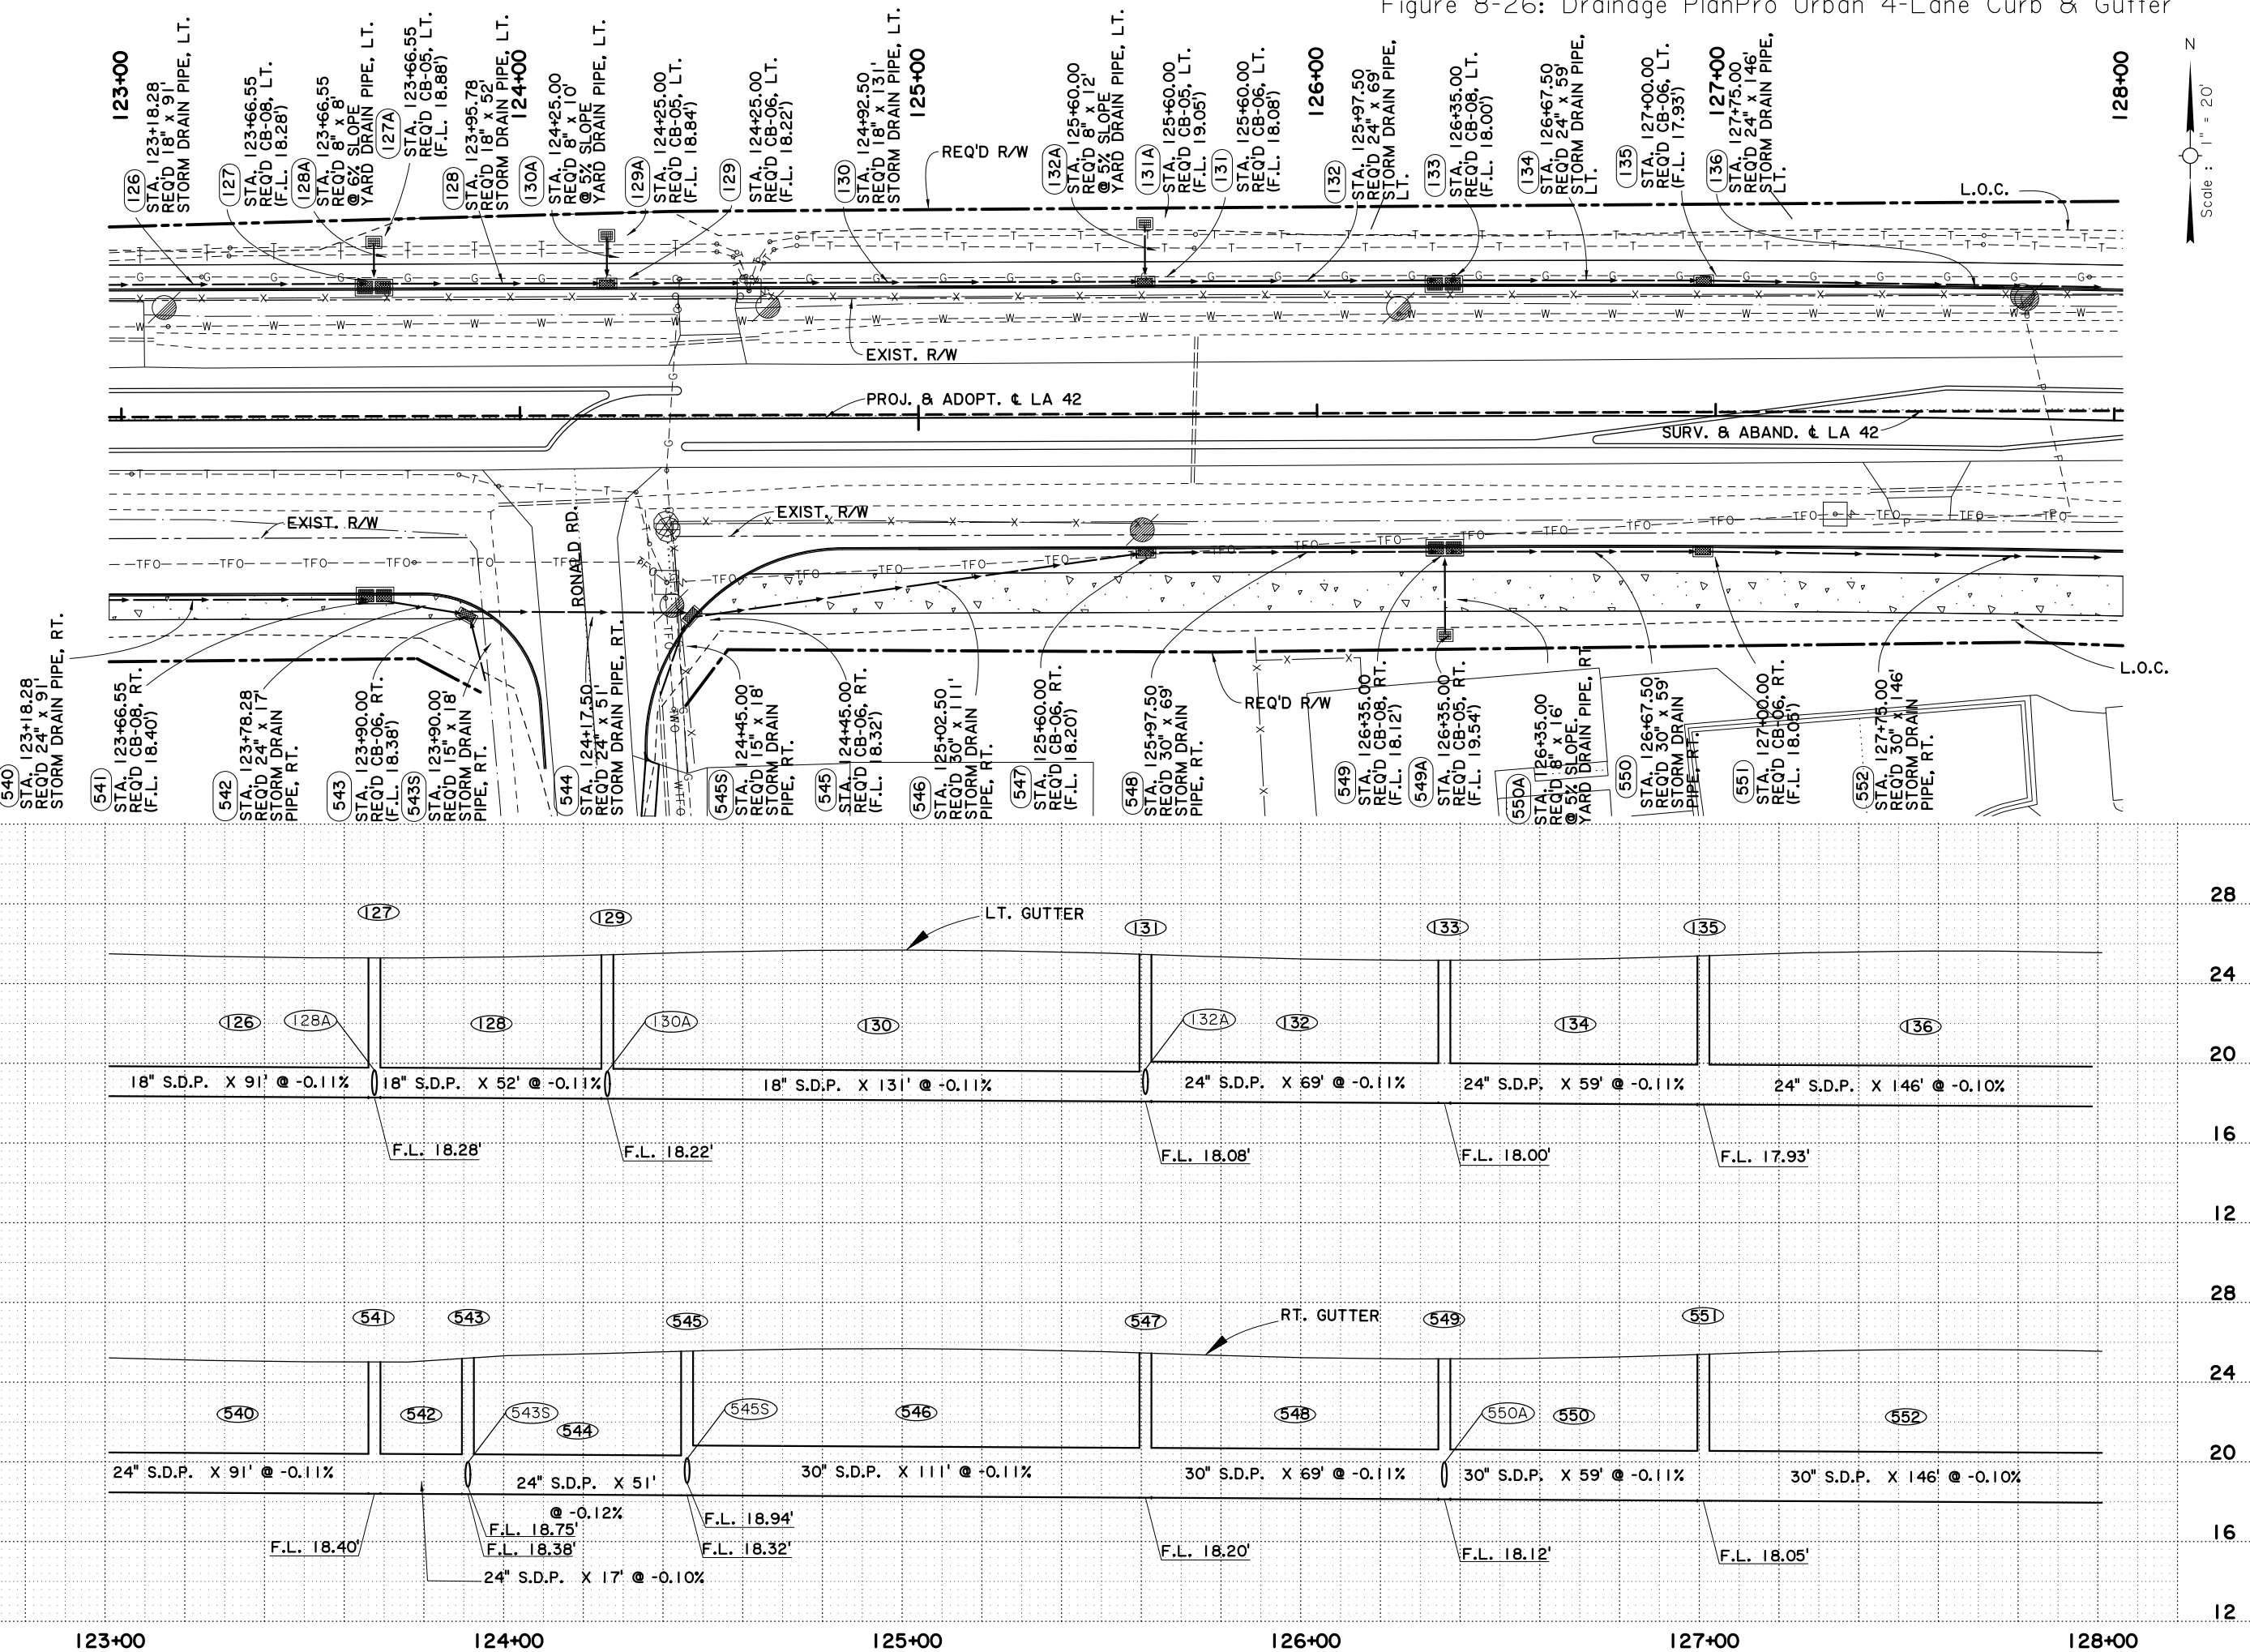 Figure 8-26: Drainage PlanPro Urban 4-Lane Curb & Gutter
N
Scale : 1" = 20'
123+00
126
STA. 123+18.28
REQ'D 18" x 91'
STORM DRAIN PIPE, LT.
127
STA. 123+66.55
REQ'D CB-08, LT.
(F.L. 18.28')
128A
STA. 123+66.55
REQ'D 8" x 8'
@ 6% SLOPE
YARD DRAIN PIPE, LT.
127A
STA. 123+66.55
REQ'D CB-05, LT.
(F.L. 18.88')
128
STA. 123+95.78
REQ'D 18" x 52'
STORM DRAIN PIPE, LT.
124+00
130A
STA. 124+25.00
REQ'D 8" x 10'
@ 5% SLOPE
YARD DRAIN PIPE, LT.
129A
STA. 124+25.00
REQ'D CB-05, LT.
(F.L. 18.84')
129
STA. 124+25.00
REQ'D CB-06, LT.
(F.L. 18.22')
130
STA. 124+92.50
REQ'D 18" x 131'
STORM DRAIN PIPE, LT.
125+00
REQ'D R/W
132A
STA. 125+60.00
REQ'D 8" x 12'
@ 5% SLOPE
YARD DRAIN PIPE, LT.
131A
STA. 125+60.00
REQ'D CB-05, LT.
(F.L. 19.05')
131
STA. 125+60.00
REQ'D CB-06, LT.
(F.L. 18.08')
126+00
132
STA. 125+97.50
REQ'D 24" x 69'
STORM DRAIN PIPE,
LT.
133
STA. 126+35.00
REQ'D CB-08, LT.
(F.L. 18.00')
134
STA. 126+67.50
REQ'D 24" x 59'
STORM DRAIN PIPE,
LT.
135
STA. 127+00.00
REQ'D CB-06, LT.
(F.L. 17.93')
127+00
136
STA. 127+75.00
REQ'D 24" x 146'
STORM DRAIN PIPE,
LT.
L.O.C.
128+00
EXIST. R/W
PROJ. & ADOPT. ℄ LA 42
SURV. & ABAND. ℄ LA 42
EXIST. R/W
EXIST. R/W
RONALD RD.
REQ'D R/W
L.O.C.
540
STA. 123+18.28
REQ'D 24" x 91'
STORM DRAIN PIPE, RT.
541
STA. 123+66.55
REQ'D CB-08, RT.
(F.L. 18.40')
542
STA. 123+78.28
REQ'D 24" x 17'
STORM DRAIN
PIPE, RT.
543
STA. 123+90.00
REQ'D CB-06, RT.
(F.L. 18.38')
543S
STA. 123+90.00
REQ'D 15" x 18'
STORM DRAIN
PIPE, RT.
544
STA. 124+17.50
REQ'D 24" x 51'
STORM DRAIN PIPE, RT.
545S
STA. 124+45.00
REQ'D 15" x 18'
STORM DRAIN
PIPE, RT.
545
STA. 124+45.00
REQ'D CB-06, RT.
(F.L. 18.32')
546
STA. 125+02.50
REQ'D 30" x 111'
STORM DRAIN
PIPE, RT.
547
STA. 125+60.00
REQ'D CB-06, RT.
(F.L. 18.20')
548
STA. 125+97.50
REQ'D 30" x 69'
STORM DRAIN
PIPE, RT.
549
STA. 126+35.00
REQ'D CB-08, RT.
(F.L. 18.12')
549A
STA. 126+35.00
REQ'D CB-05, RT.
(F.L. 19.54')
550A
STA. 126+35.00
REQ'D 8" x 16'
@ 5% SLOPE.
YARD DRAIN PIPE, RT
550
STA. 126+67.50
REQ'D 30" x 59'
STORM DRAIN
PIPE, RT.
551
STA. 127+00.00
REQ'D CB-06, RT.
(F.L. 18.05')
552
STA. 127+75.00
REQ'D 30" x 146'
STORM DRAIN
PIPE, RT.
28
127 129 LT. GUTTER 131 133 135
24
126 128A 128 130A 130 132A 132 134 136
20
18" S.D.P. X 91' @ -0.11% 18" S.D.P. X 52' @ -0.11% 18" S.D.P. X 131' @ -0.11% 24" S.D.P. X 69' @ -0.11% 24" S.D.P. X 59' @ -0.11% 24" S.D.P. X 146' @ -0.10%
16
F.L. 18.28' F.L. 18.22' F.L. 18.08' F.L. 18.00' F.L. 17.93'
12
28
541 543 545 547 RT. GUTTER 549 551
24
540 542 543S 544 545S 546 548 550A 550 552
20
24" S.D.P. X 91' @ -0.11% 24" S.D.P. X 51' 30" S.D.P. X 111' @ -0.11% 30" S.D.P. X 69' @ -0.11% 30" S.D.P. X 59' @ -0.11% 30" S.D.P. X 146' @ -0.10%
@ -0.12%
F.L. 18.75' F.L. 18.94'
16
F.L. 18.40' F.L. 18.38' F.L. 18.32' F.L. 18.20' F.L. 18.12' F.L. 18.05'
24" S.D.P. X 17' @ -0.10%
12
123+00 124+00 125+00 126+00 127+00 128+00